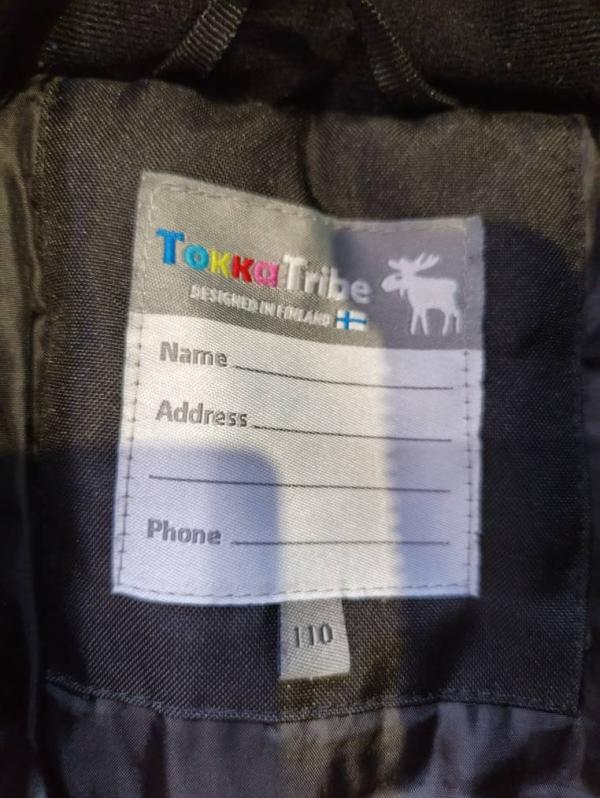 TokkaTribe
DESIGNED IN FINLAND
Name
Address
Phone
110